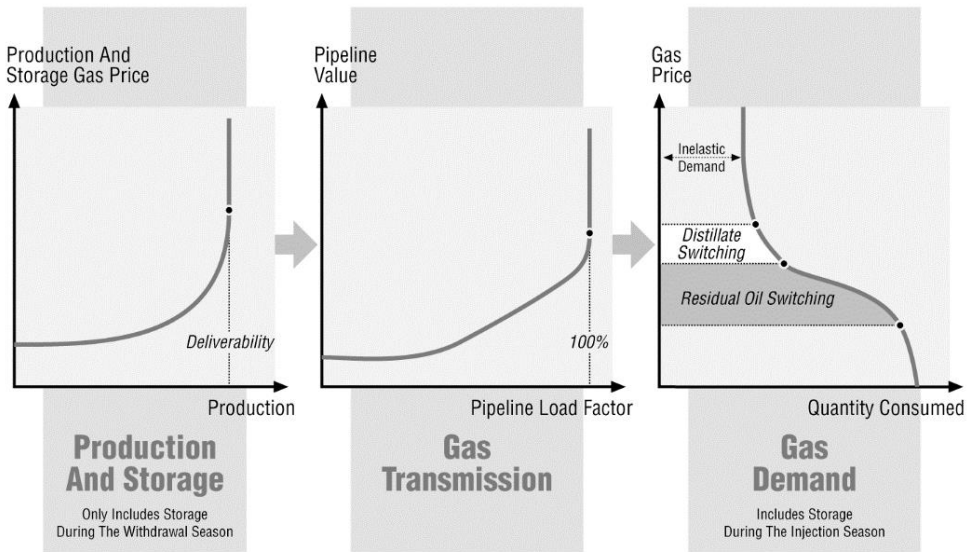 Production And
Storage Gas Price
Deliverability
Production
Production
And Storage
Only Includes Storage
During The Withdrawal Season
Pipeline
Value
100%
Pipeline Load Factor
Gas
Transmission
Gas
Price
Inelastic
Demand
Distillate
Switching
Residual Oil Switching
Quantity Consumed
Gas
Demand
Includes Storage
During The Injection Season